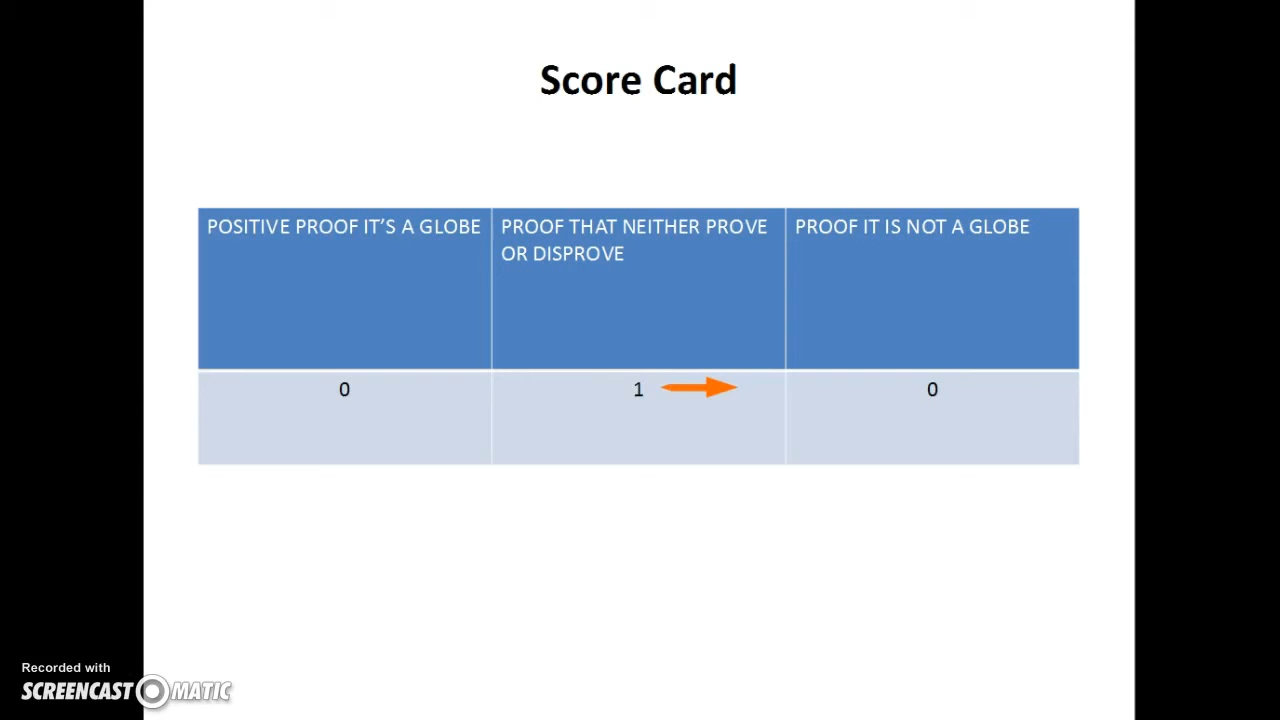 Score Card
POSITIVE PROOF IT’S A GLOBE
PROOF THAT NEITHER PROVE
OR DISPROVE
PROOF IT IS NOT A GLOBE
0
1
0
Recorded with
SCREENCAST MATIC